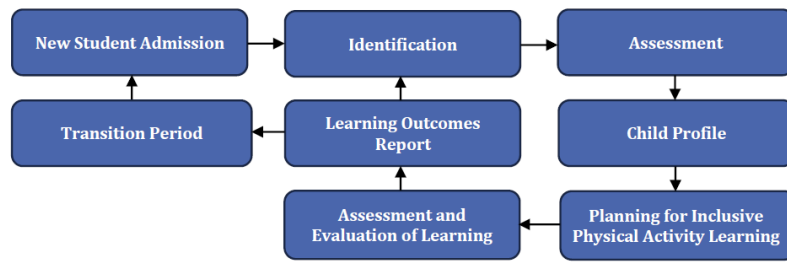 New Student Admission
Identification
Assessment
Transition Period
Learning Outcomes
Report
Child Profile
Assessment and
Evaluation of Learning
Planning for Inclusive
Physical Activity Learning